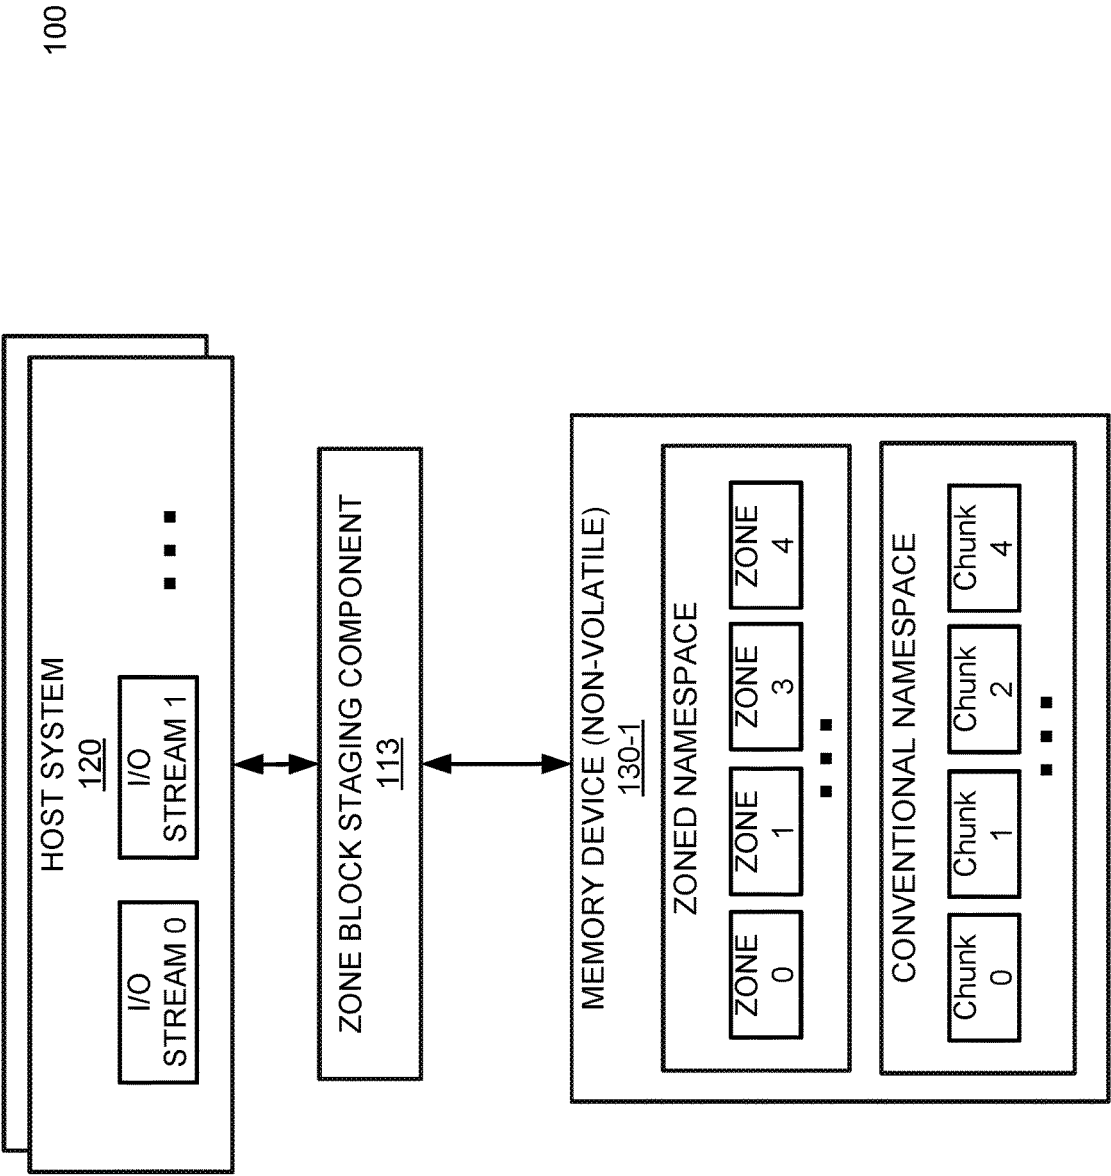 100
HOST SYSTEM
120
I/O
STREAM 0
I/O
STREAM 1
ZONE BLOCK STAGING COMPONENT
113
MEMORY DEVICE (NON-VOLATILE)
130-1
ZONED NAMESPACE
ZONE
0
ZONE
1
ZONE
3
ZONE
4
CONVENTIONAL NAMESPACE
Chunk
0
Chunk
1
Chunk
2
Chunk
4